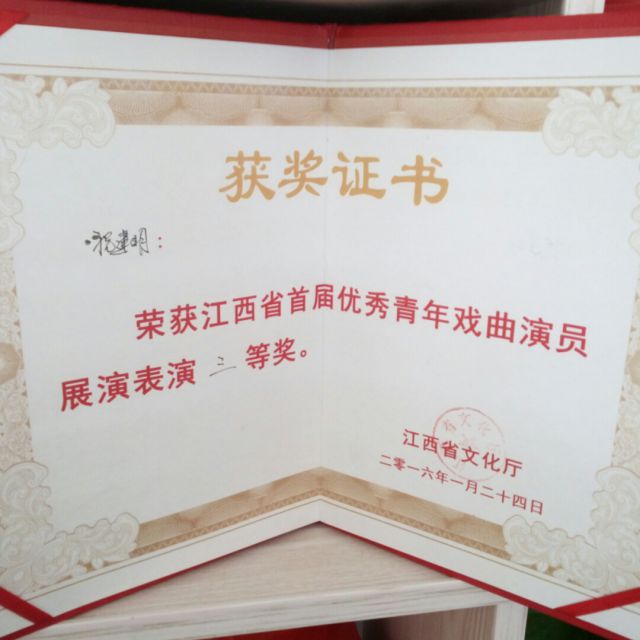 获奖证书
建明：
荣获江西省首届优秀青年戏曲演员
展演表演三等奖。
江西省文化厅
二零一六年一月二十四日